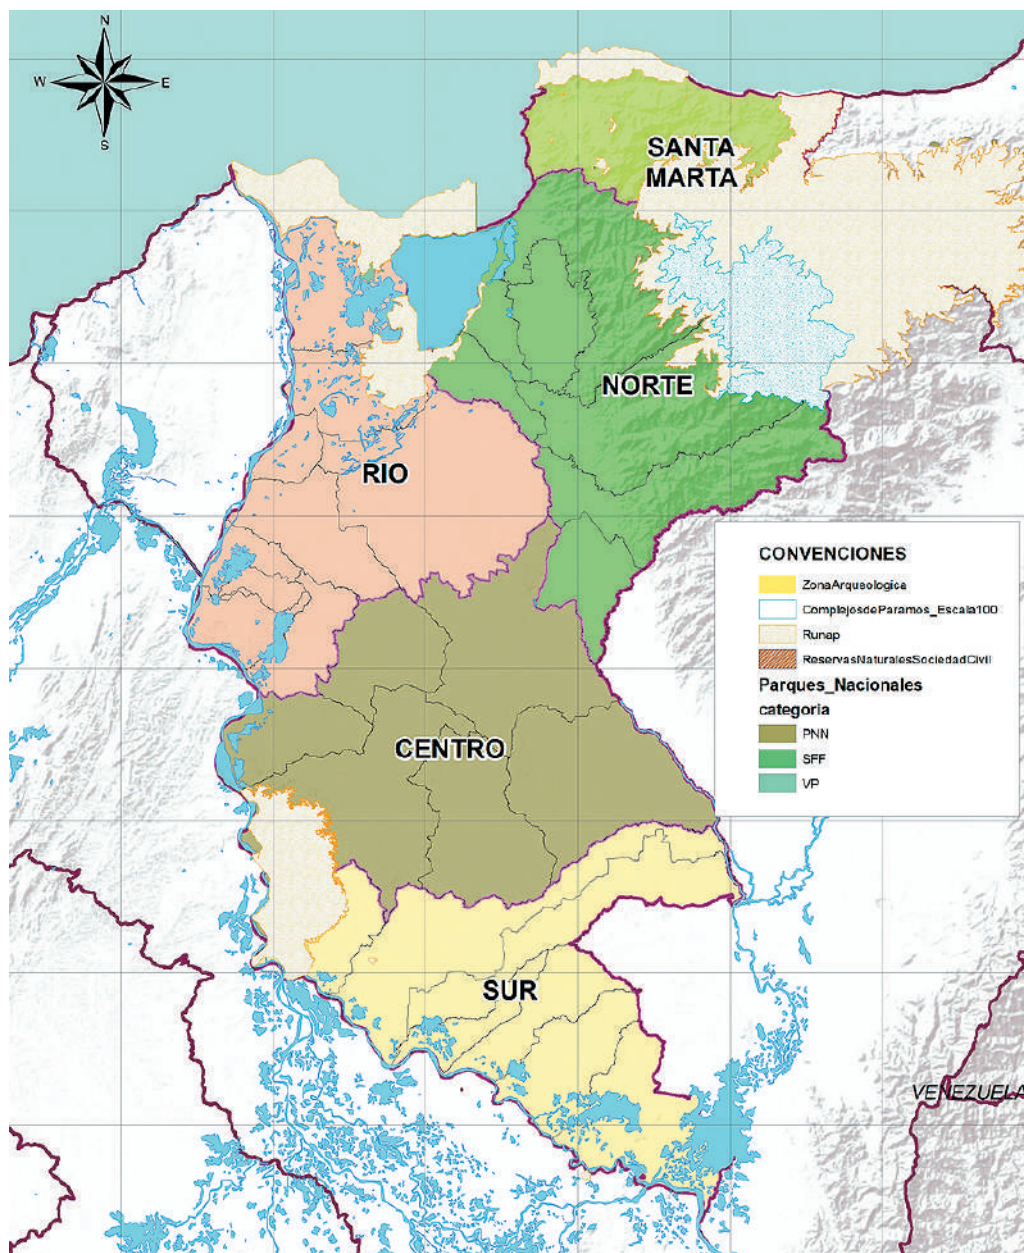 N
W E
S
SANTA
MARTA
NORTE
RIO
CENTRO
SUR
CONVENCIONES
ZonaArqueologica
ComplejosdeParamos_Escala100
Runap
ReservasNaturalesSociedadCivil
Parques_Nacionales
categoria
PNN
SFF
VP
VENEZUELA